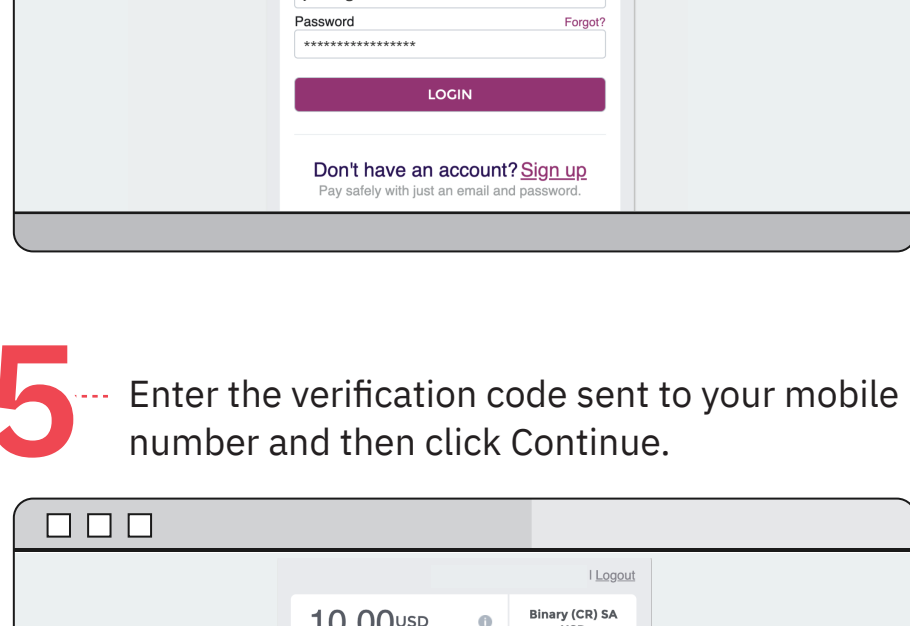 Password Forgot?
*****************
LOGIN
Don't have an account? Sign up
Pay safely with just an email and password.
5 Enter the verification code sent to your mobile
number and then click Continue.
| Logout
10.00USD Binary (CR) SA